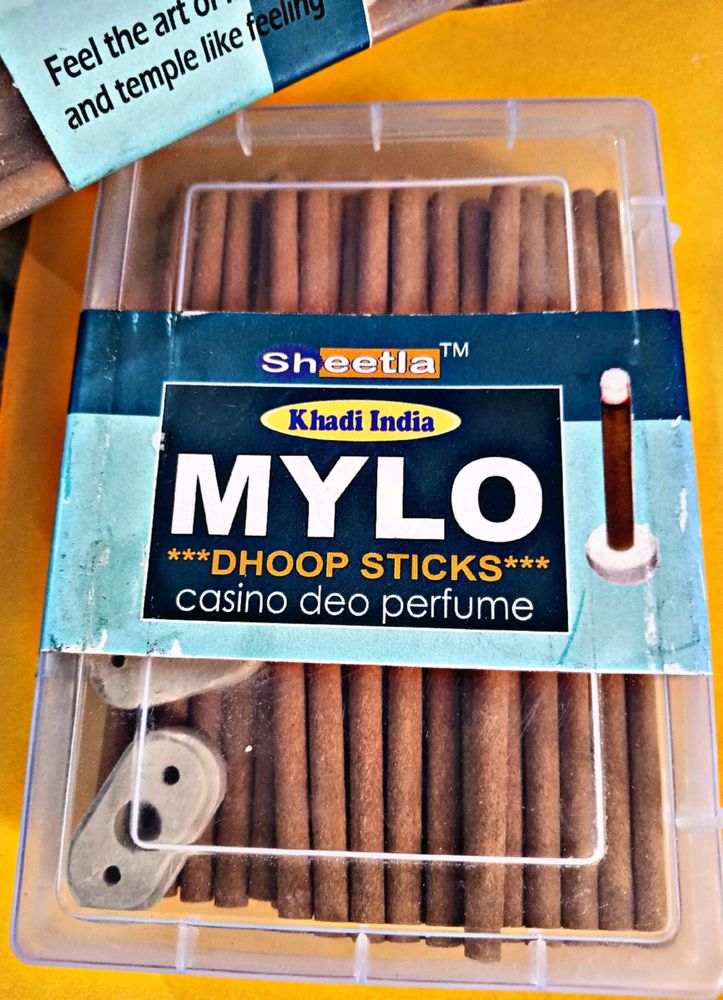 Feel the art of
and temple like feeling
Sheetla™
Khadi India
MYLO
***DHOOP STICKS***
casino deo perfume